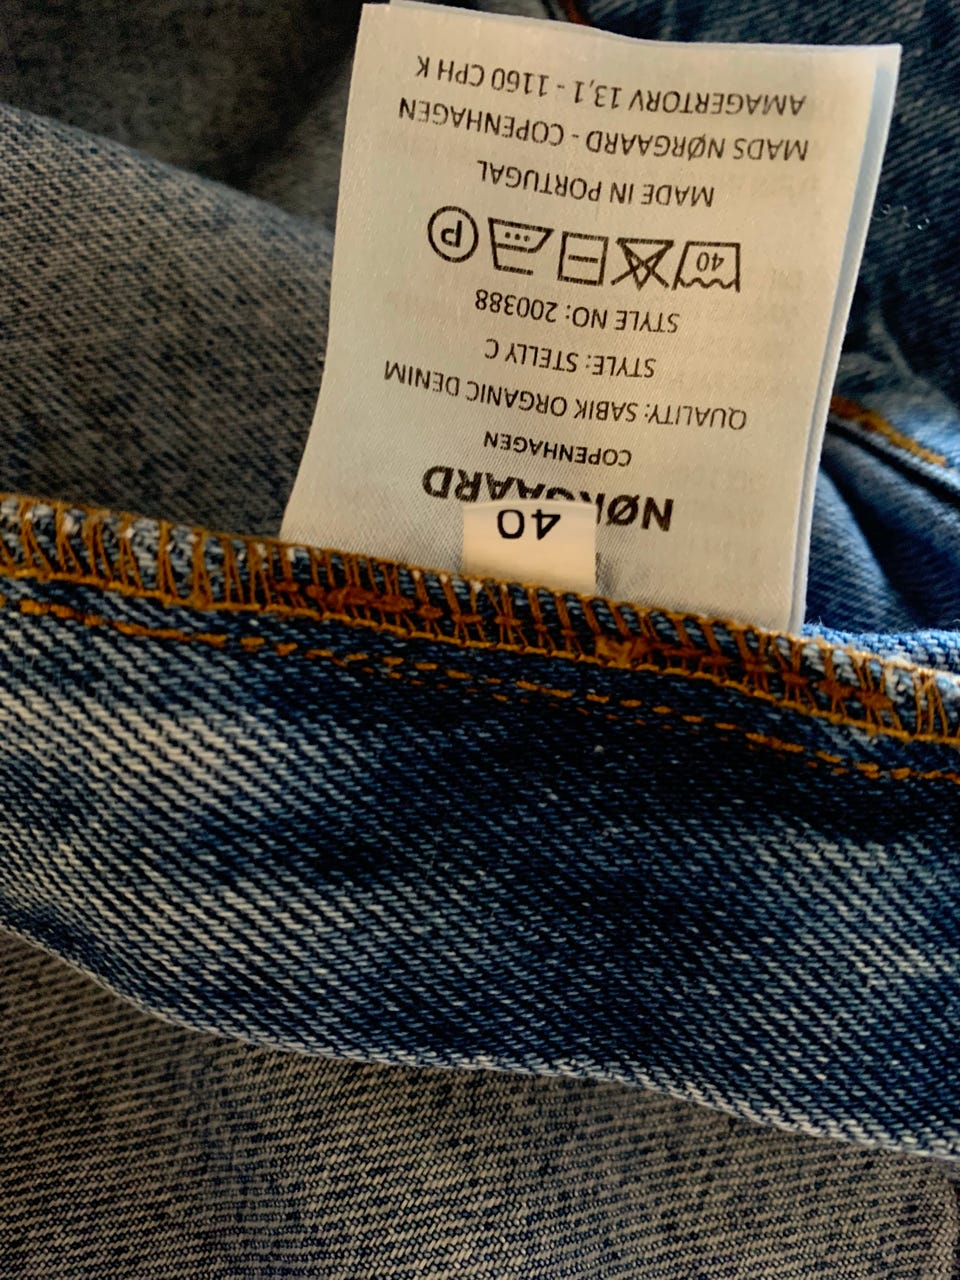 40
NØRGAARD
COPENHAGEN
QUALITY: SABIK ORGANIC DENIM
STYLE: STELLY C
STYLE NO: 200388
40 P
MADE IN PORTUGAL
MADS NØRGAARD - COPENHAGEN
AMAGERTORV 13,1 - 1160 CPH K